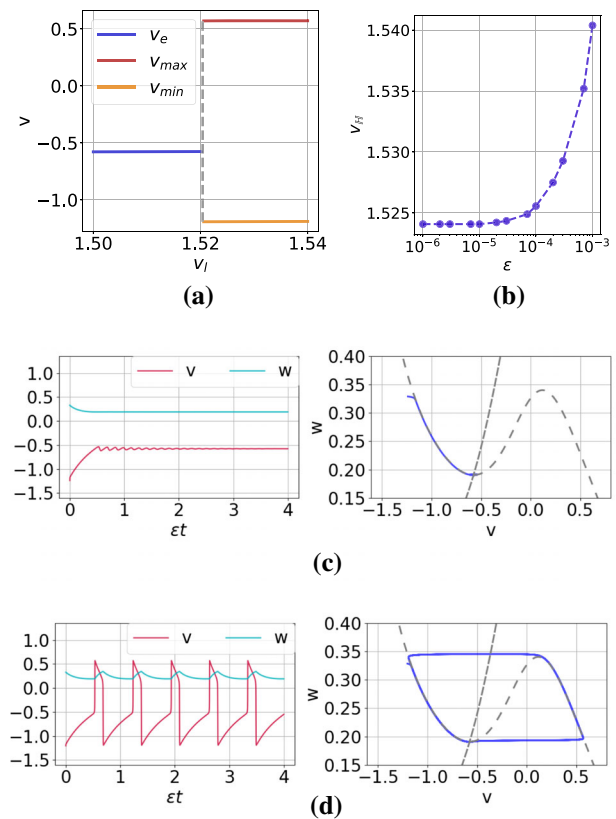 v_e
v_max
v_min
0.5
0.0
−0.5
−1.0
v
1.50
1.52
1.54
v_l
(a)
1.540
1.535
1.530
1.525
v_H
10^−6
10^−5
10^−4
10^−3
ε
(b)
v
w
1.0
0.5
0.0
−0.5
−1.0
−1.5
0
1
2
3
4
εt
0.40
0.35
0.30
0.25
0.20
0.15
w
−1.5
−1.0
−0.5
0.0
0.5
v
(c)
v
w
1.0
0.5
0.0
−0.5
−1.0
−1.5
0
1
2
3
4
εt
0.40
0.35
0.30
0.25
0.20
0.15
w
−1.5
−1.0
−0.5
0.0
0.5
v
(d)